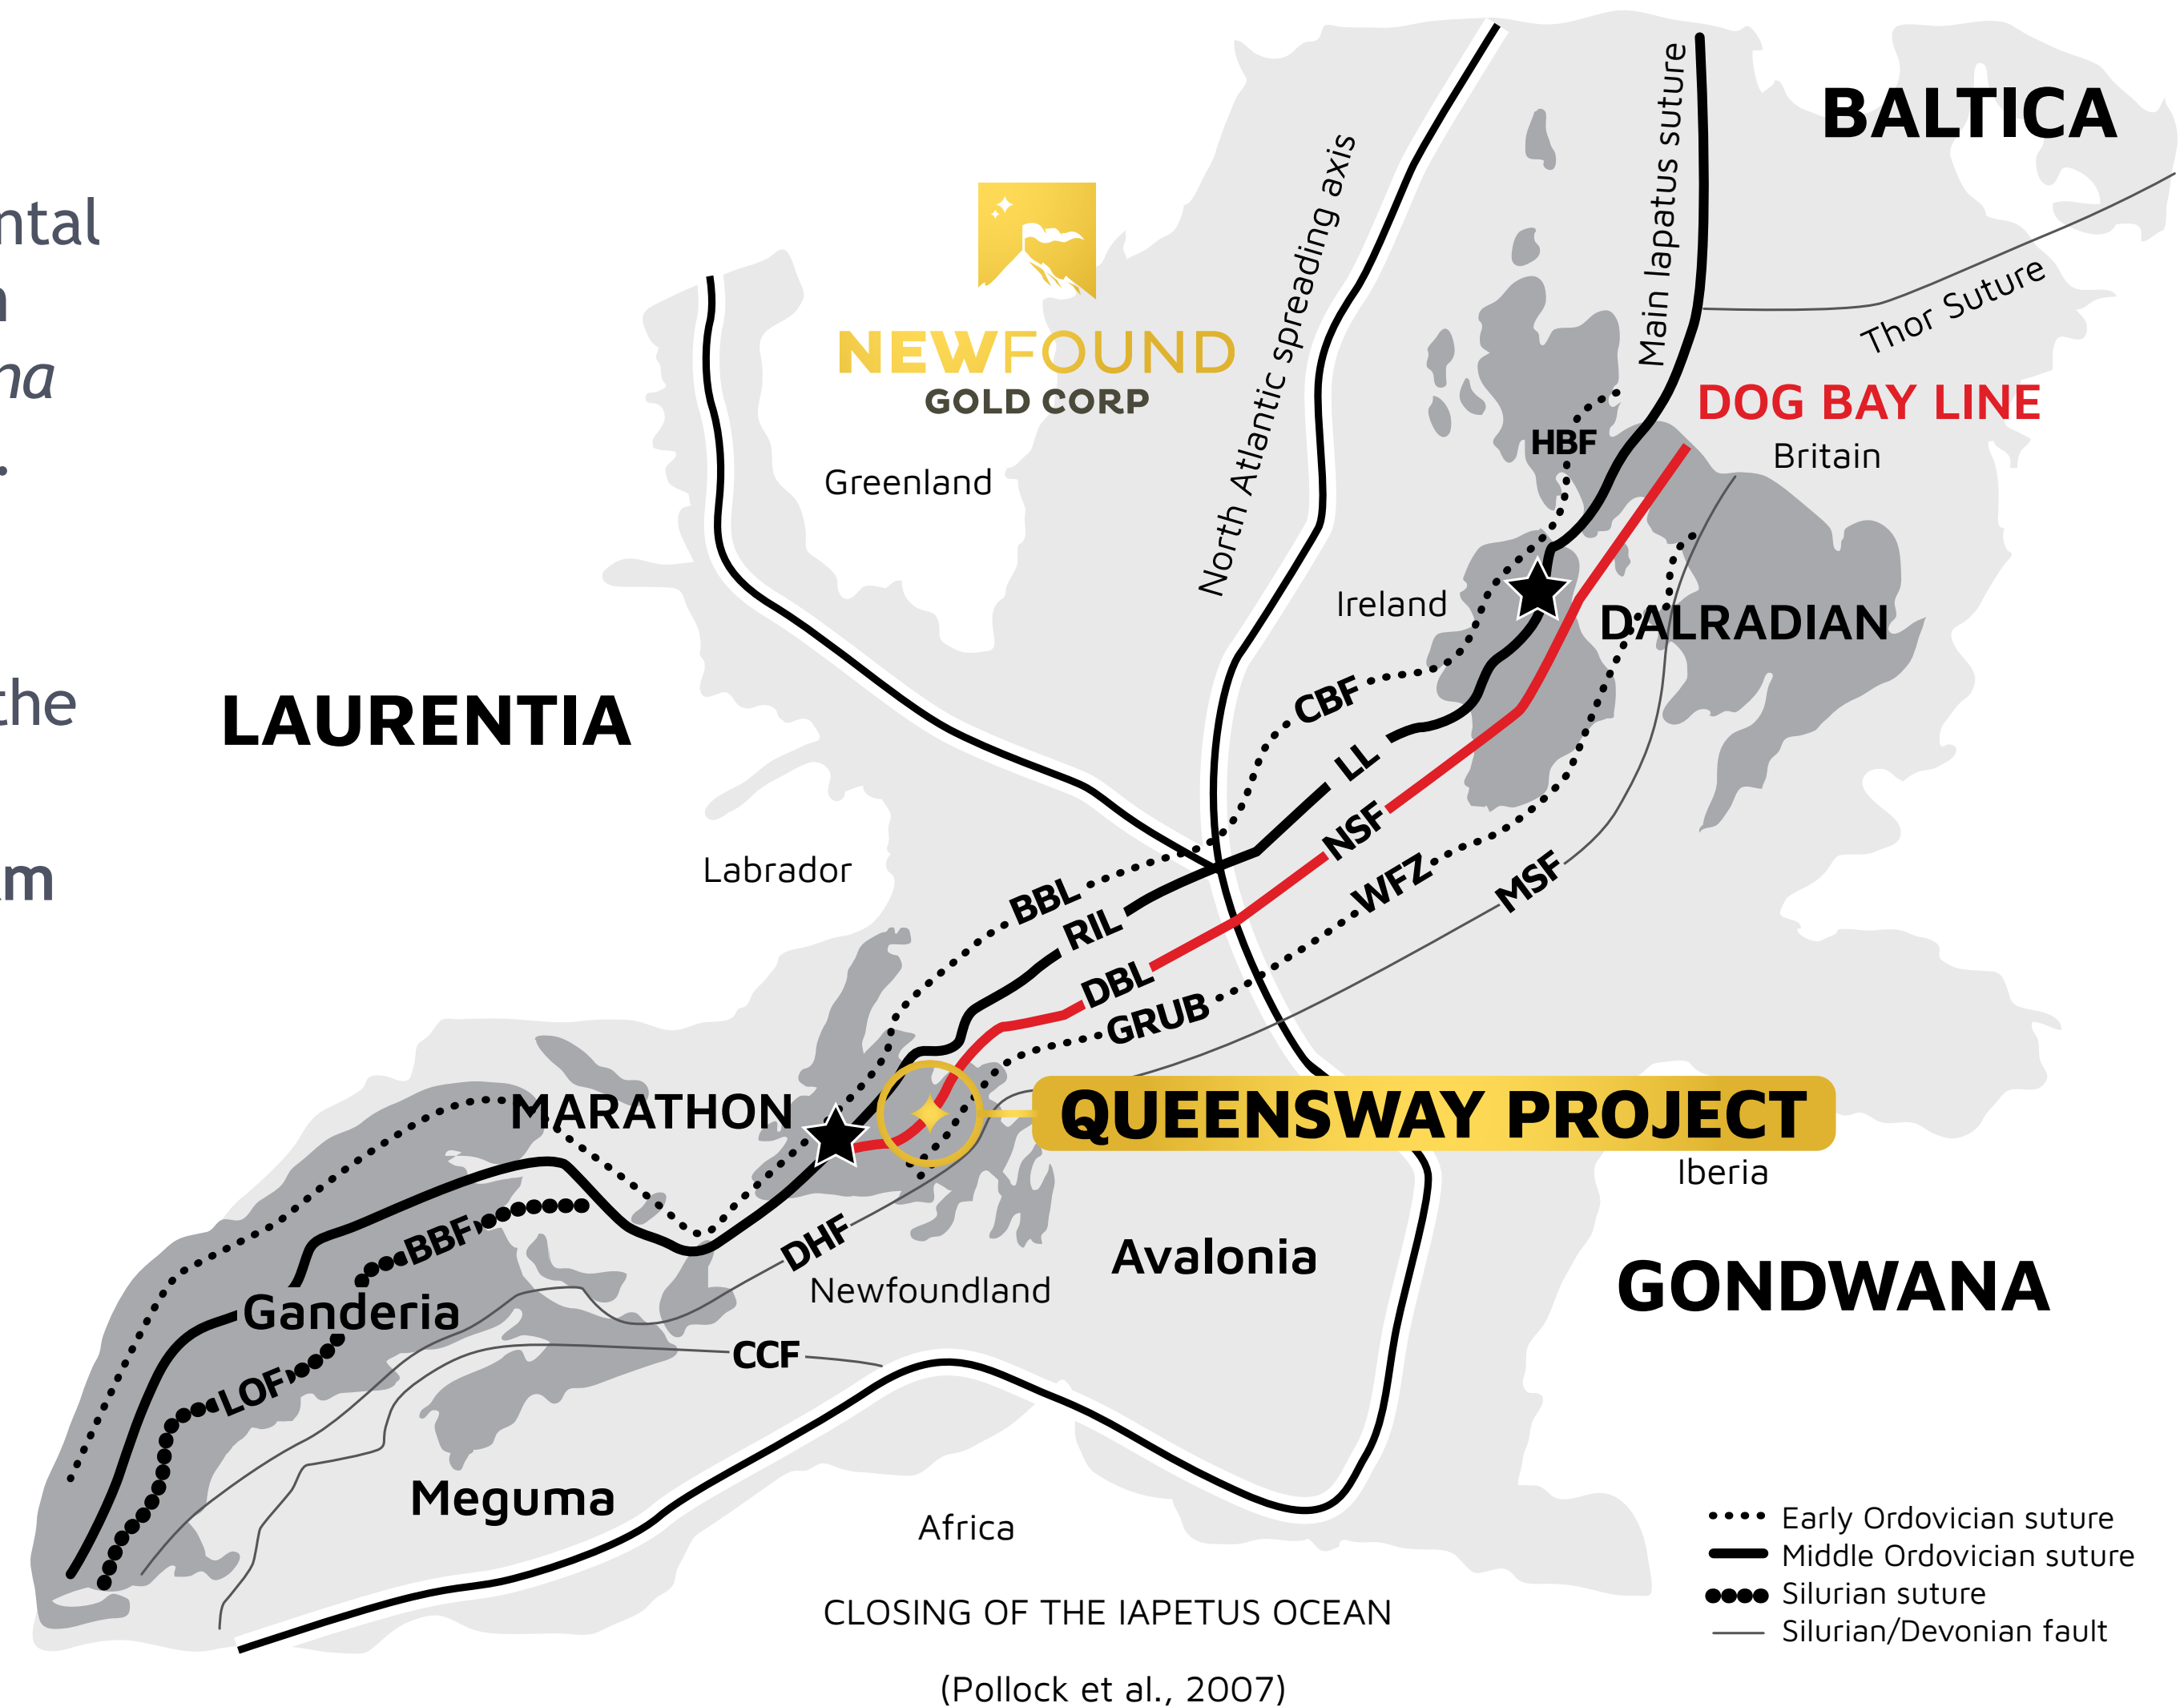 ntal
na
.
the
km
LAURENTIA
BALTICA
NEWFOUND
GOLD CORP
Greenland
North Atlantic spreading axis
Main lapatus suture
Thor Suture
DOG BAY LINE
Britain
HBF
Ireland
DALRADIAN
CBF
LL
NSF
WFZ
MSF
Labrador
BBL
RIL
DBL
GRUB
MARATHON
QUEENSWAY PROJECT
Iberia
DHF
Newfoundland
Avalonia
GONDWANA
BBF
Ganderia
LOF
CCF
Meguma
Africa
Early Ordovician suture
Middle Ordovician suture
Silurian suture
Silurian/Devonian fault
CLOSING OF THE IAPETUS OCEAN
(Pollock et al., 2007)